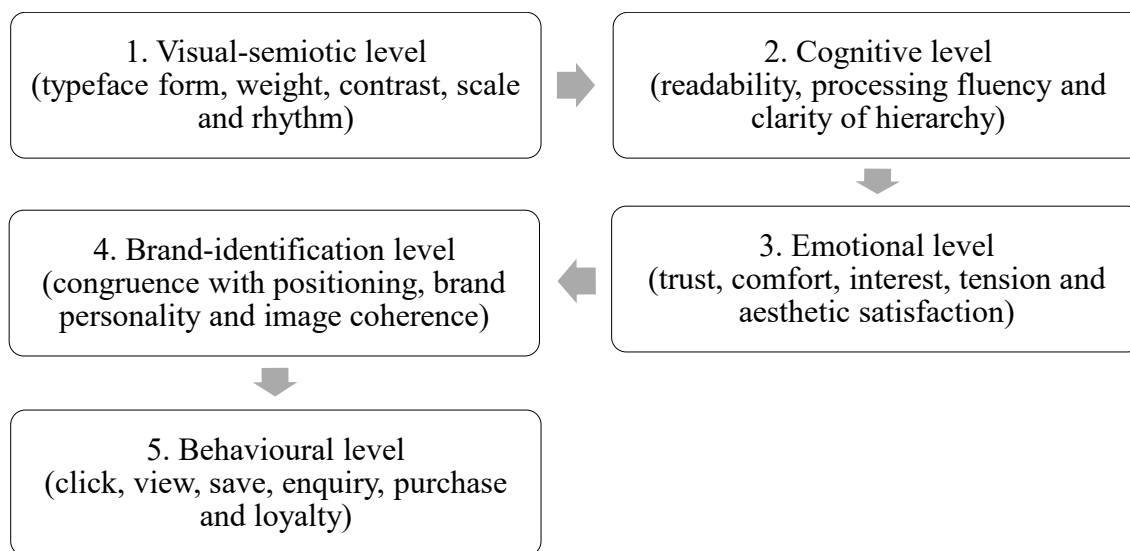 1. Visual-semiotic level
(typeface form, weight, contrast, scale
and rhythm)
2. Cognitive level
(readability, processing fluency and
clarity of hierarchy)
3. Emotional level
(trust, comfort, interest, tension and
aesthetic satisfaction)
4. Brand-identification level
(congruence with positioning, brand
personality and image coherence)
5. Behavioural level
(click, view, save, enquiry, purchase
and loyalty)